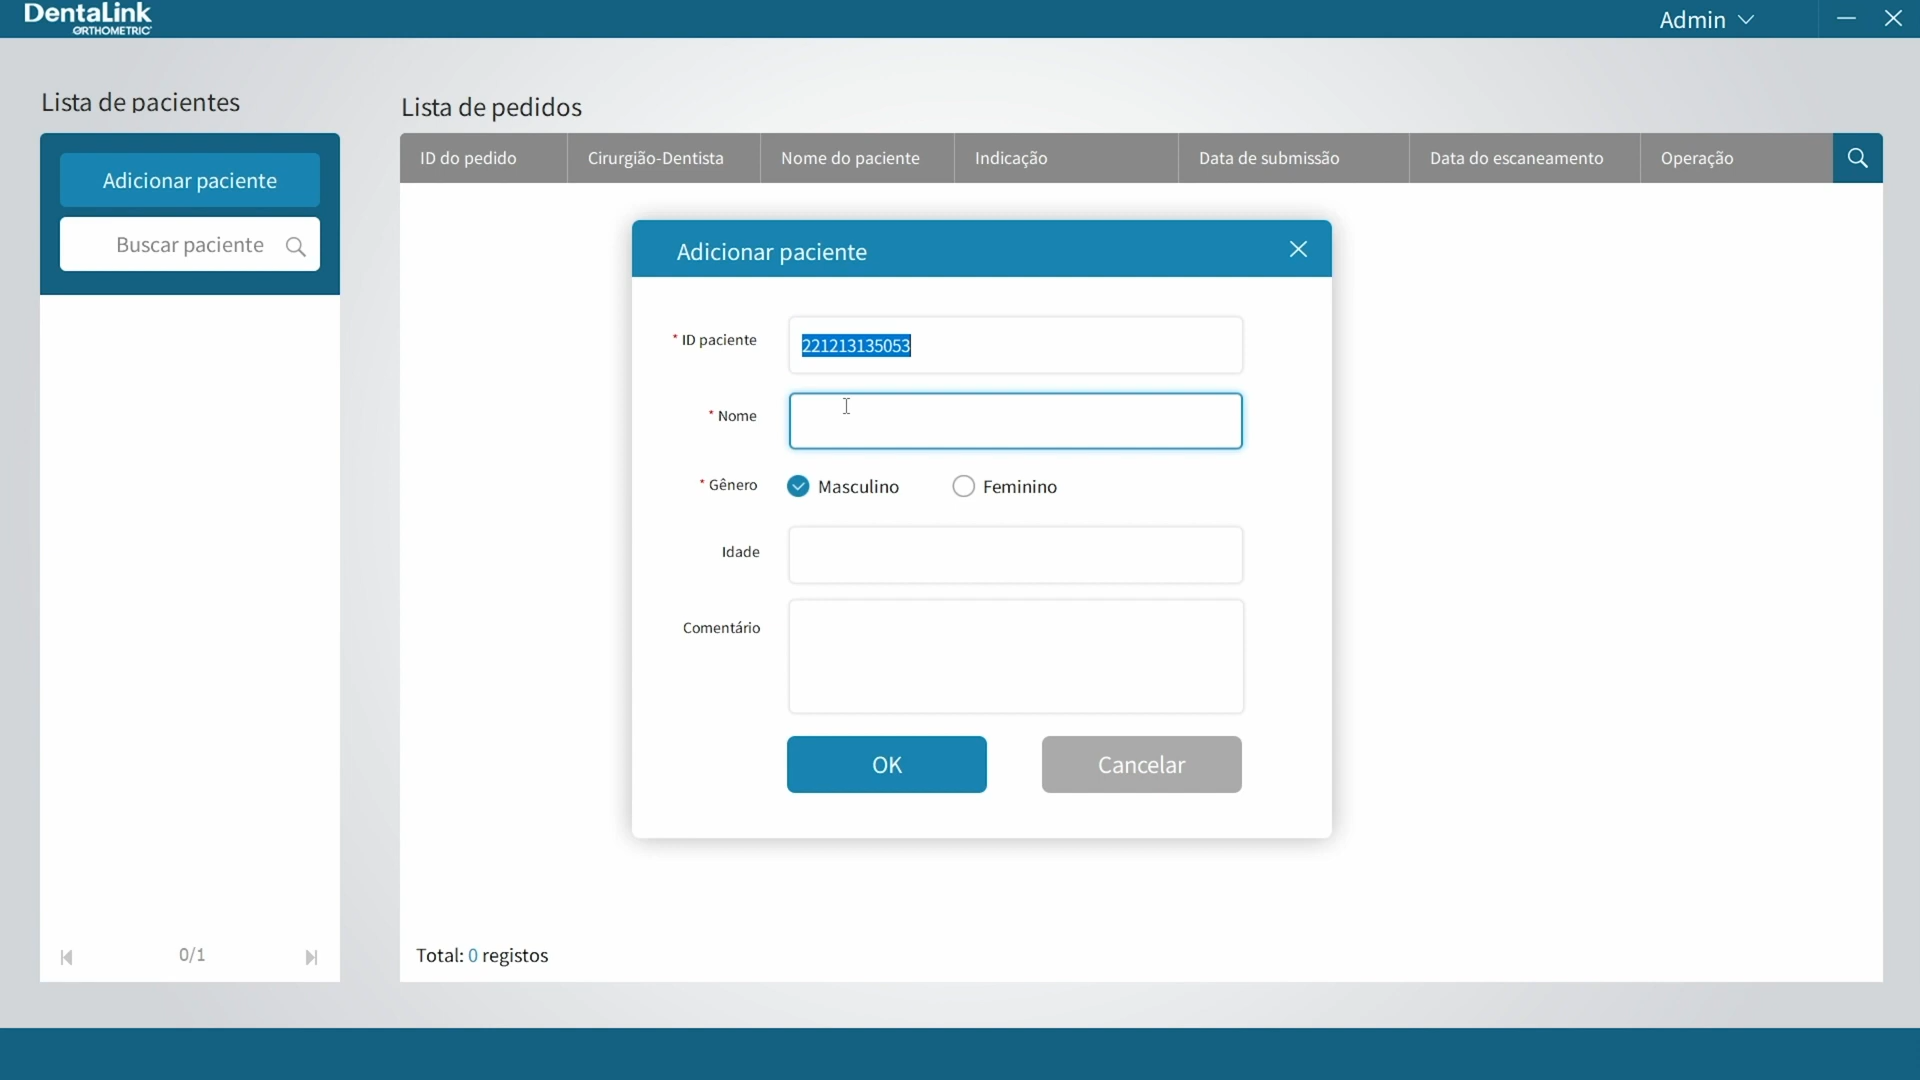 DentaLink
ORTHOMETRIC
Admin
Lista de pacientes
Adicionar paciente
Buscar paciente
0/1
Lista de pedidos
ID do pedido Cirurgião-Dentista Nome do paciente Indicação Data de submissão Data do escaneamento Operação
Adicionar paciente
* ID paciente 221213135053
* Nome
* Gênero Masculino Feminino
Idade
Comentário
OK Cancelar
Total: 0 registos